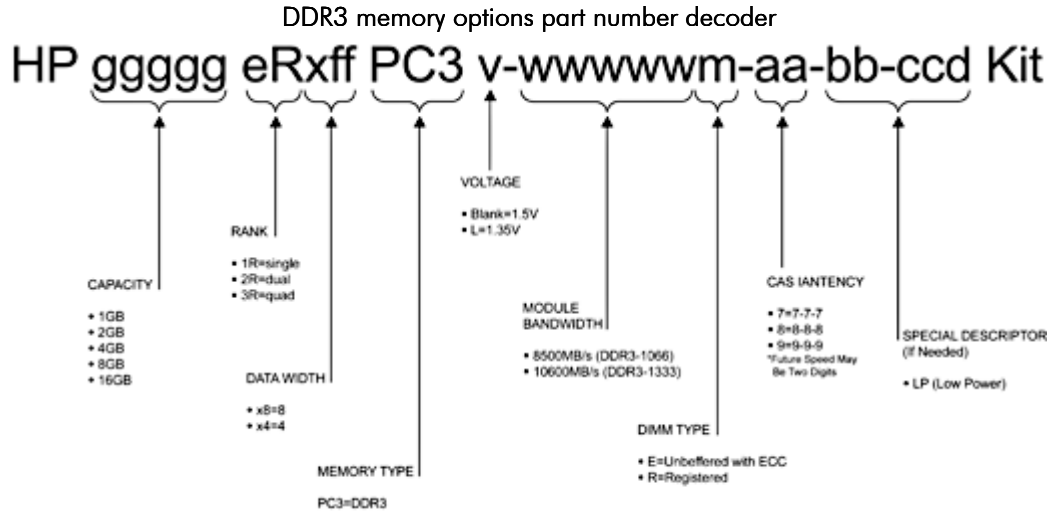 DDR3 memory options part number decoder
HP ggggg eRxff PC3 v-wwwwwm-aa-bb-ccd Kit
VOLTAGE
▪ Blank=1.5V
▪ L=1.35V
RANK
▪ 1R=single
▪ 2R=dual
▪ 3R=quad
CAPACITY
• 1GB
• 2GB
• 4GB
• 8GB
• 16GB
CAS IANTENCY
▪ 7=7-7-7
▪ 8=8-8-8
▪ 9=9-9-9
*Future Speed May
Be Two Digits
MODULE
BANDWIDTH
• 8500MB/s (DDR3-1066)
• 10600MB/s (DDR3-1333)
SPECIAL DESCRIPTOR
(If Needed)
• LP (Low Power)
DATA WIDTH
• x8=8
• x4=4
DIMM TYPE
• E=Unbeffered with ECC
• R=Registered
MEMORY TYPE
PC3=DDR3